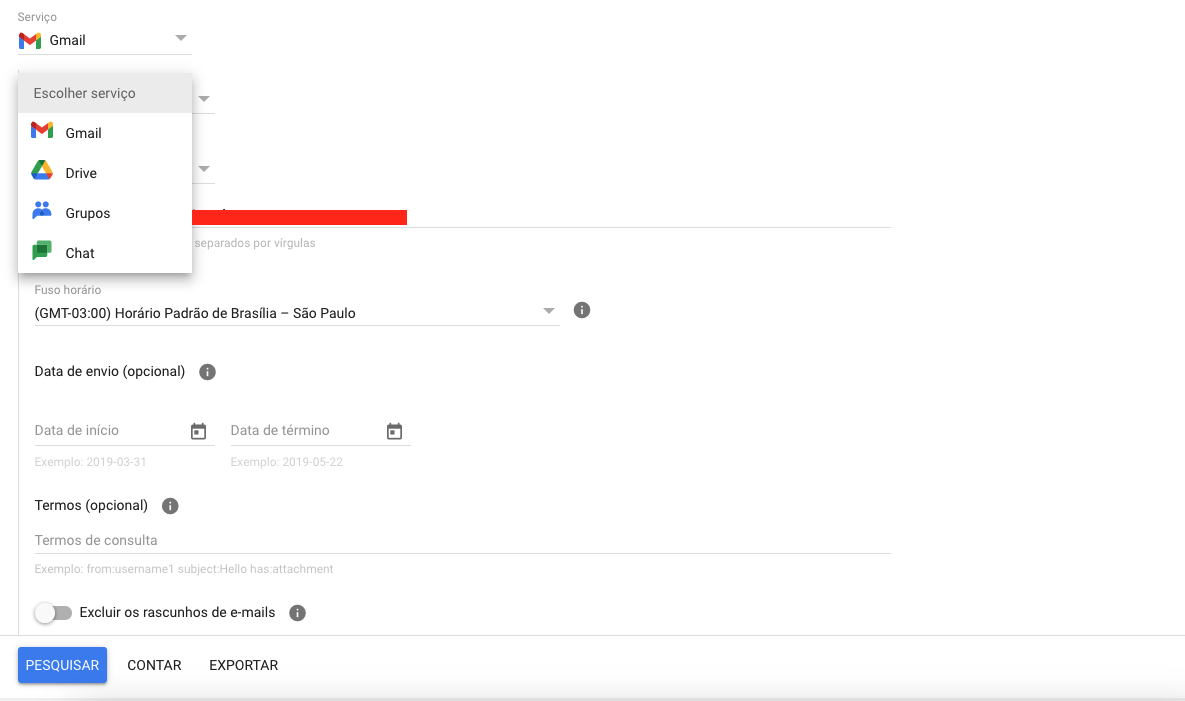 Serviço
Gmail
Escolher serviço
Gmail
Drive
Grupos
Chat
separados por vírgulas
Fuso horário
(GMT-03:00) Horário Padrão de Brasília – São Paulo
Data de envio (opcional)
Data de início Data de término
Exemplo: 2019-03-31 Exemplo: 2019-05-22
Termos (opcional)
Termos de consulta
Exemplo: from:username1 subject:Hello has:attachment
Excluir os rascunhos de e-mails
PESQUISAR CONTAR EXPORTAR